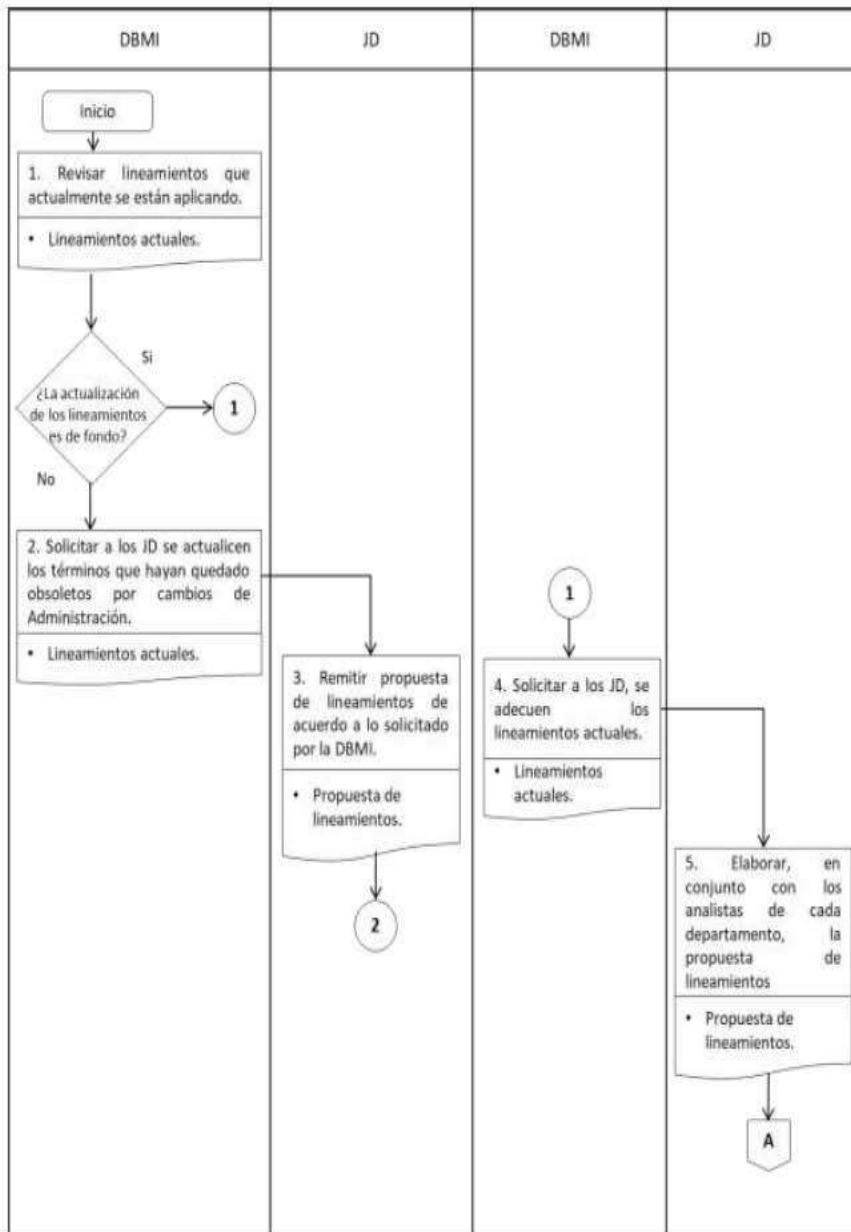 DBMI
JD
DBMI
JD
Inicio
1. Revisar lineamientos que
actualmente se están aplicando.
• Lineamientos actuales.
Si
¿La actualización
de los lineamientos
es de fondo?
1
No
2. Solicitar a los JD se actualicen
los términos que hayan quedado
obsoletos por cambios de
Administración.
• Lineamientos actuales.
3. Remitir propuesta
de lineamientos de
acuerdo a lo solicitado
por la DBMI.
• Propuesta de
lineamientos.
2
1
4. Solicitar a los JD, se
adecuen los
lineamientos actuales.
• Lineamientos
actuales.
5. Elaborar, en
conjunto con los
analistas de cada
departamento, la
propuesta de
lineamientos
• Propuesta de
lineamientos.
A